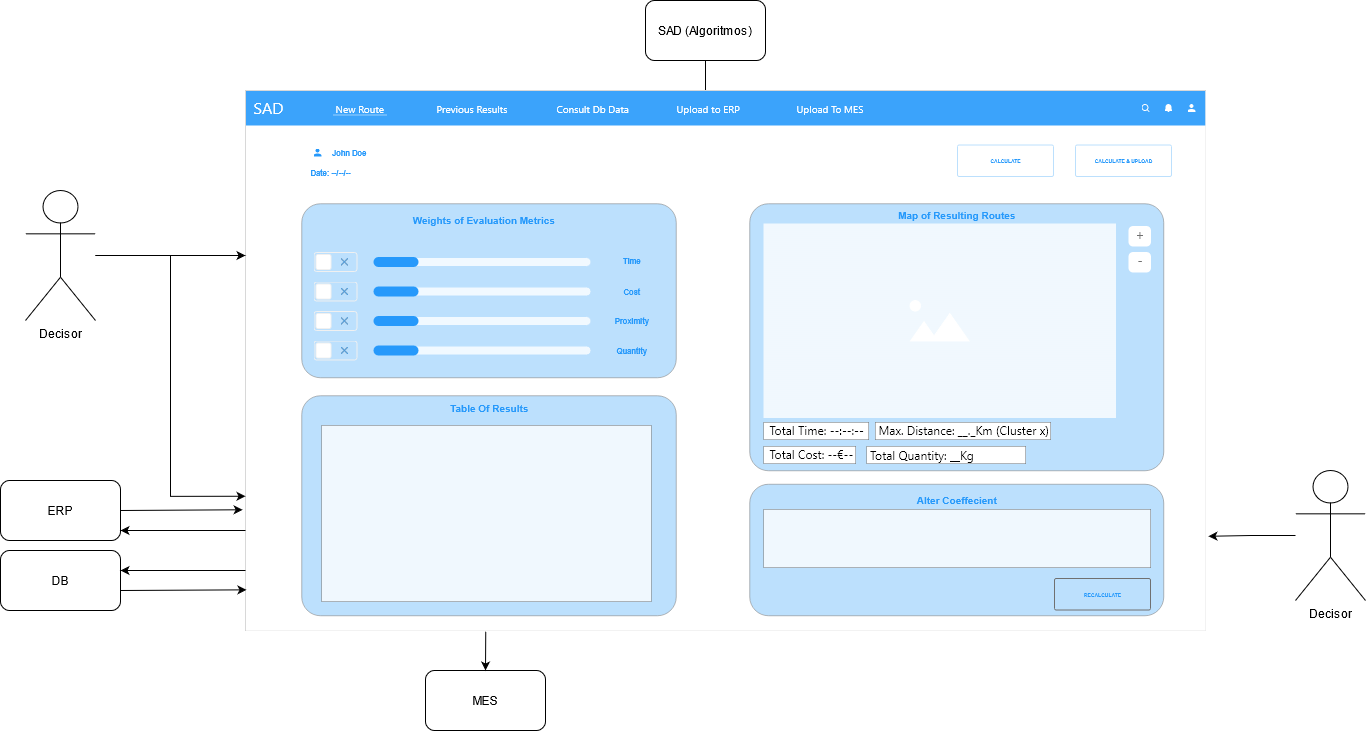 SAD (Algoritmos)
SAD
New Route
Previous Results
Consult Db Data
Upload to ERP
Upload To MES
John Doe
Date: --/--/--
CALCULATE
CALCULATE & UPLOAD
Weights of Evaluation Metrics
Time
Cost
Proximity
Quantity
Map of Resulting Routes
+
-
Total Time: --:--:--
Max. Distance: __._Km (Cluster x)
Total Cost: --€--
Total Quantity: __Kg
Table Of Results
Alter Coeffecient
RECALCULATE
Decisor
ERP
DB
Decisor
MES